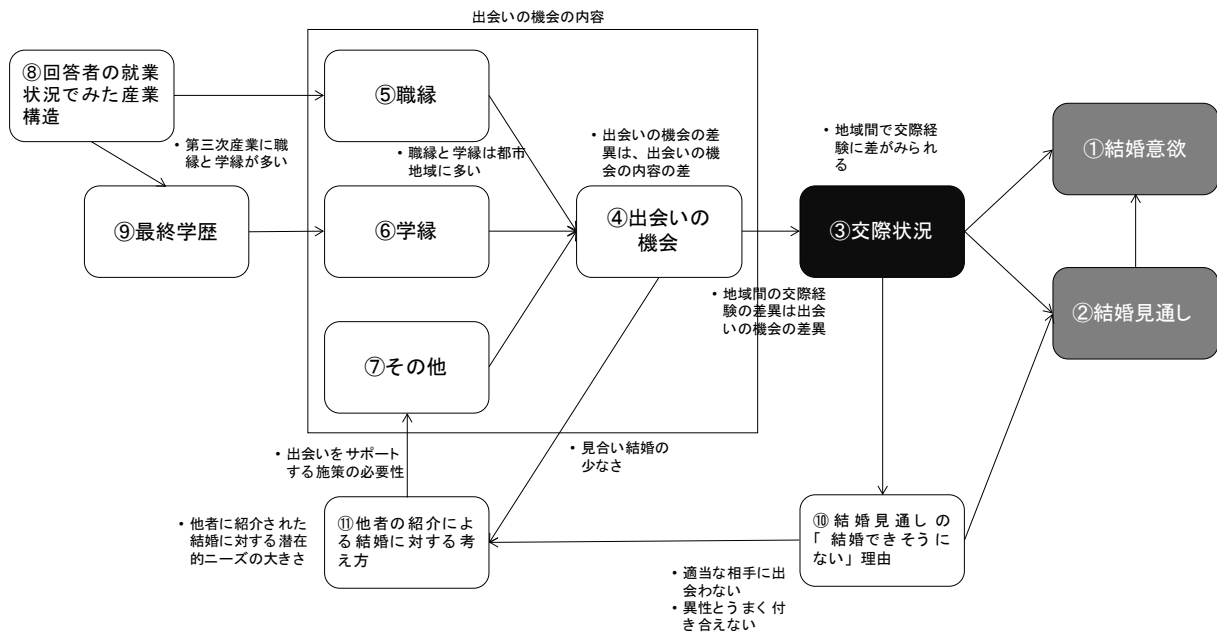 出会いの機会の内容
⑧回答者の就業
状況でみた産業
構造
⑤職縁
・第三次産業に職
縁と学縁が多い
・職縁と学縁は都市
地域に多い
・出会いの機会の差
異は、出会いの機
会の内容の差
・地域間で交際経
験に差がみられ
る
①結婚意欲
⑨最終学歴
⑥学縁
④出会いの
機会
③交際状況
②結婚見通し
・地域間の交際経
験の差異は出会
いの機会の差異
⑦その他
・出会いをサポート
する施策の必要性
・見合い結婚の
少なさ
・他者に紹介された
結婚に対する潜在
的ニーズの大きさ
⑪他者の紹介によ
る結婚に対する考
え方
⑩結婚見通しの
「結婚できそうに
ない」理由
・適当な相手に出
会わない
・異性とうまく付
き合えない